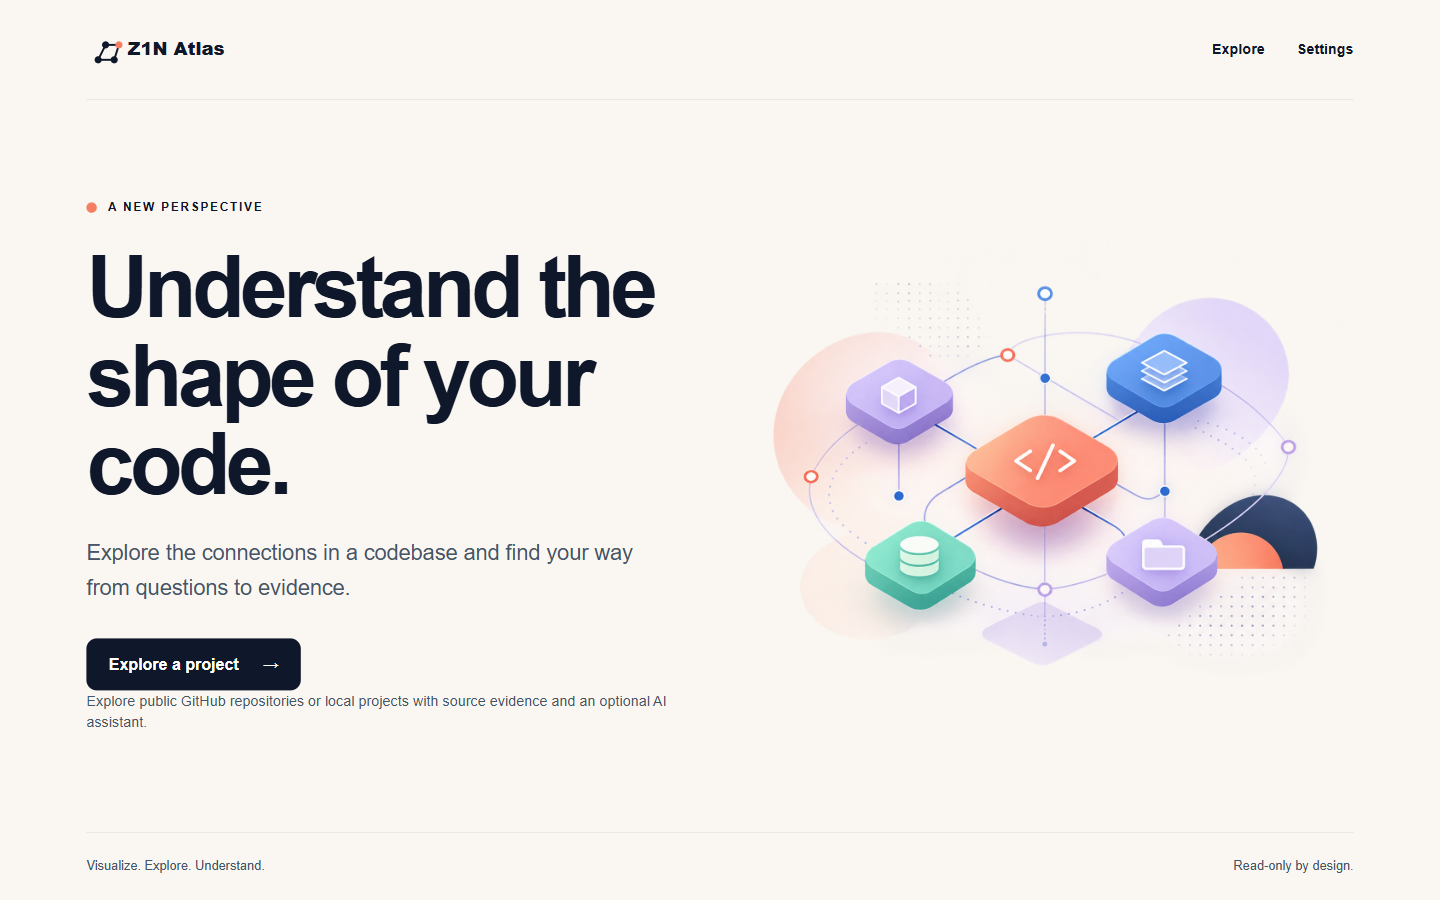 Z1N Atlas
Explore
Settings
A NEW PERSPECTIVE
Understand the
shape of your
code.
Explore the connections in a codebase and find your way
from questions to evidence.
Explore a project →
Explore public GitHub repositories or local projects with source evidence and an optional AI
assistant.
Visualize. Explore. Understand.
Read-only by design.